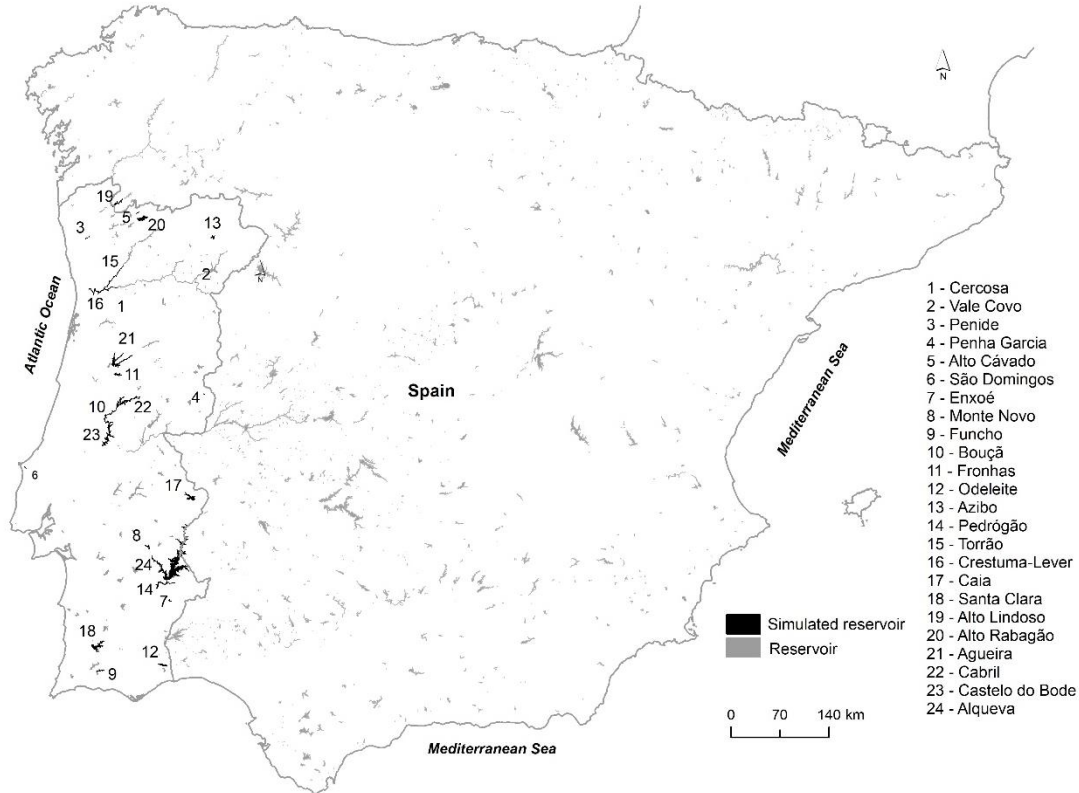 N
19
5
20
13
3
15
2
N
16
1
Atlantic Ocean
21
11
10
22
4
23
6
Spain
Mediterranean Sea
17
8
24
14
7
18
12
9
Mediterranean Sea
1 - Cercosa
2 - Vale Covo
3 - Penide
4 - Penha Garcia
5 - Alto Cávado
6 - São Domingos
7 - Enxoé
8 - Monte Novo
9 - Funcho
10 - Bouçã
11 - Fronhas
12 - Odeleite
13 - Azibo
14 - Pedrógão
15 - Torrão
16 - Crestuma-Lever
17 - Caia
18 - Santa Clara
19 - Alto Lindoso
20 - Alto Rabagão
21 - Agueira
22 - Cabril
23 - Castelo do Bode
24 - Alqueva
Simulated reservoir
Reservoir
0 70 140 km